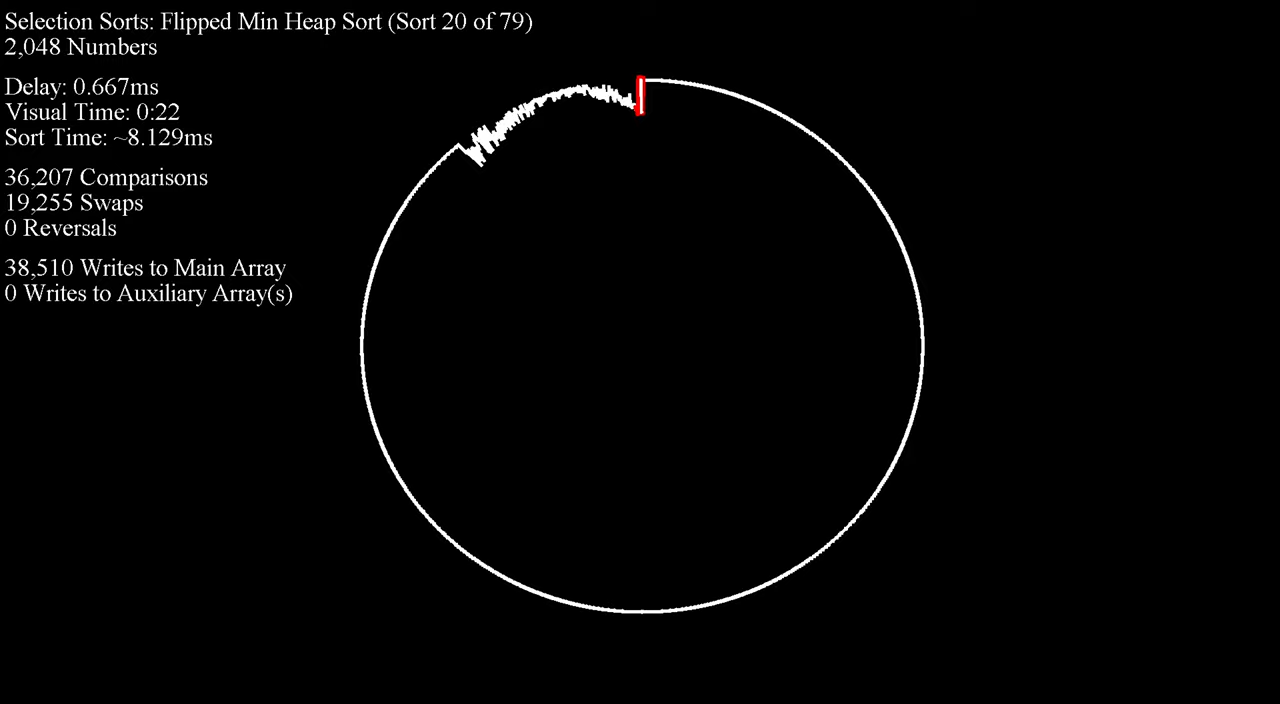 Selection Sorts: Flipped Min Heap Sort (Sort 20 of 79)
2,048 Numbers
Delay: 0.667ms
Visual Time: 0:22
Sort Time: ~8.129ms
36,207 Comparisons
19,255 Swaps
0 Reversals
38,510 Writes to Main Array
0 Writes to Auxiliary Array(s)